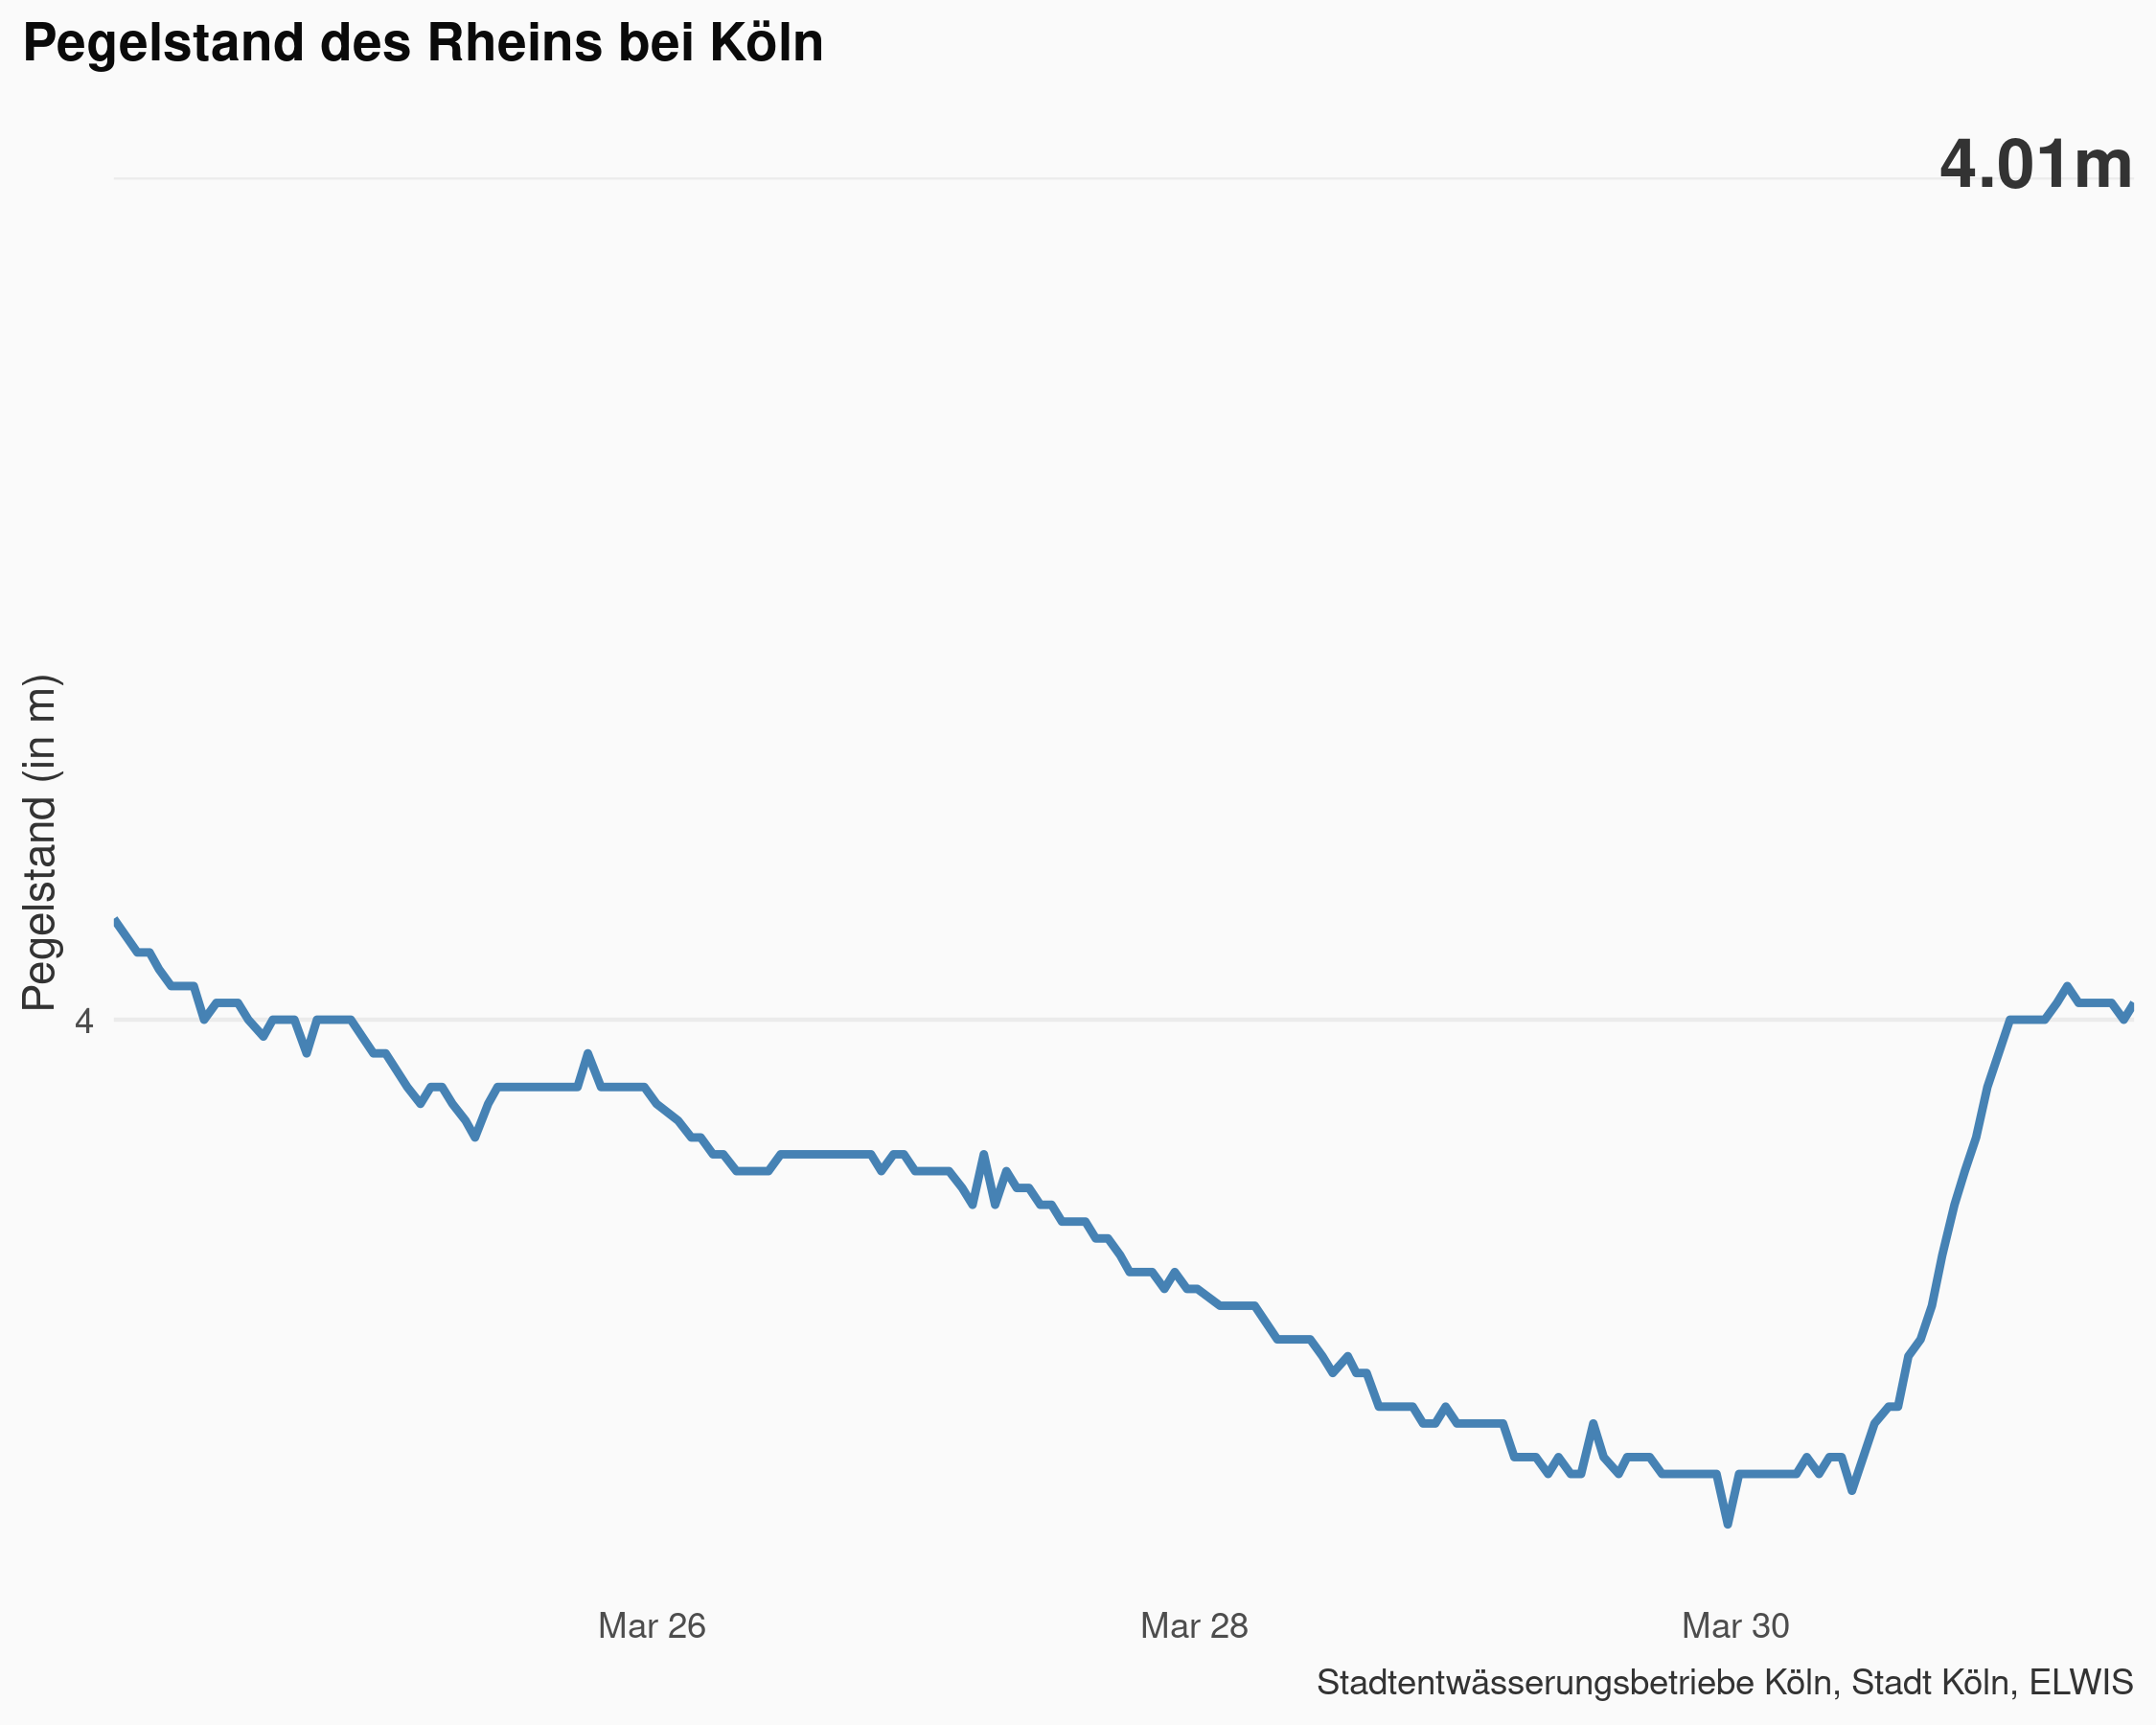 Pegelstand des Rheins bei Köln
4.01m
Pegelstand (in m)
4
Mar 26
Mar 28
Mar 30
Stadtentwässerungsbetriebe Köln, Stadt Köln, ELWIS